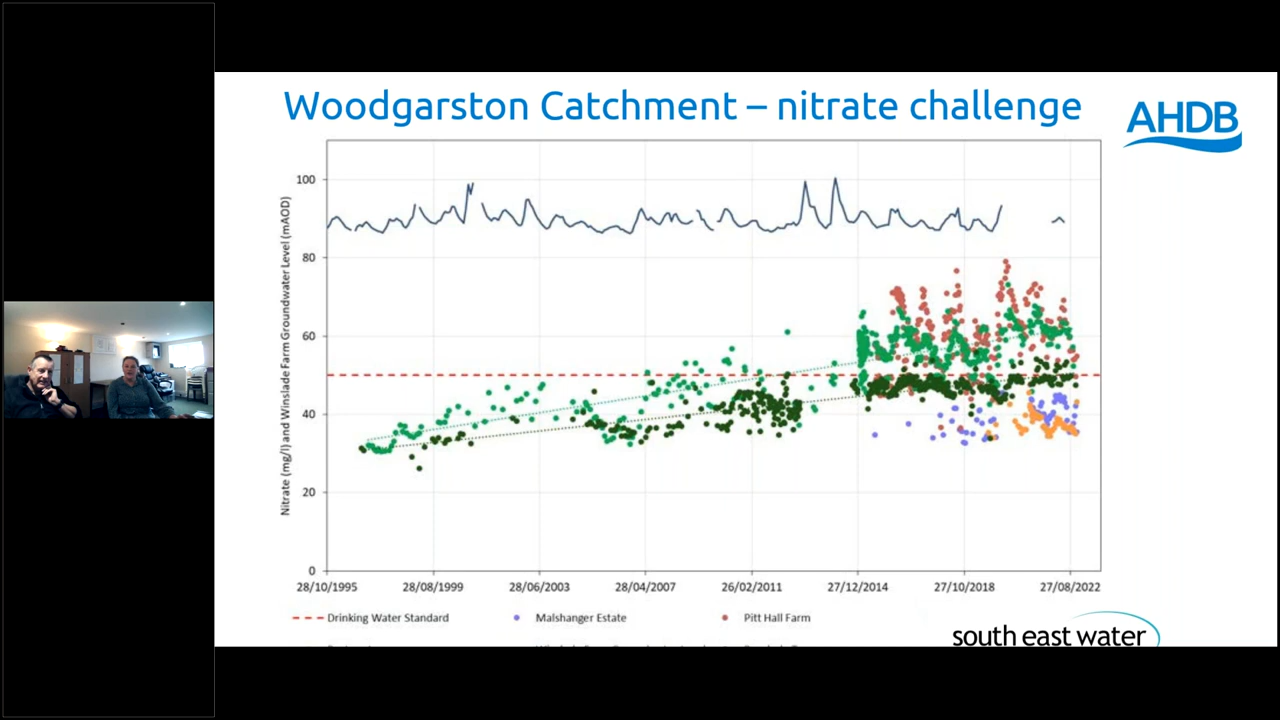 Woodgarston Catchment – nitrate challenge
AHDB
Nitrate (mg/l) and Winslade Farm Groundwater Level (mAOD)
100
80
60
40
20
0
28/10/1995
28/08/1999
28/06/2003
28/04/2007
26/02/2011
27/12/2014
27/10/2018
27/08/2022
Drinking Water Standard
Malshanger Estate
Pitt Hall Farm
south east water